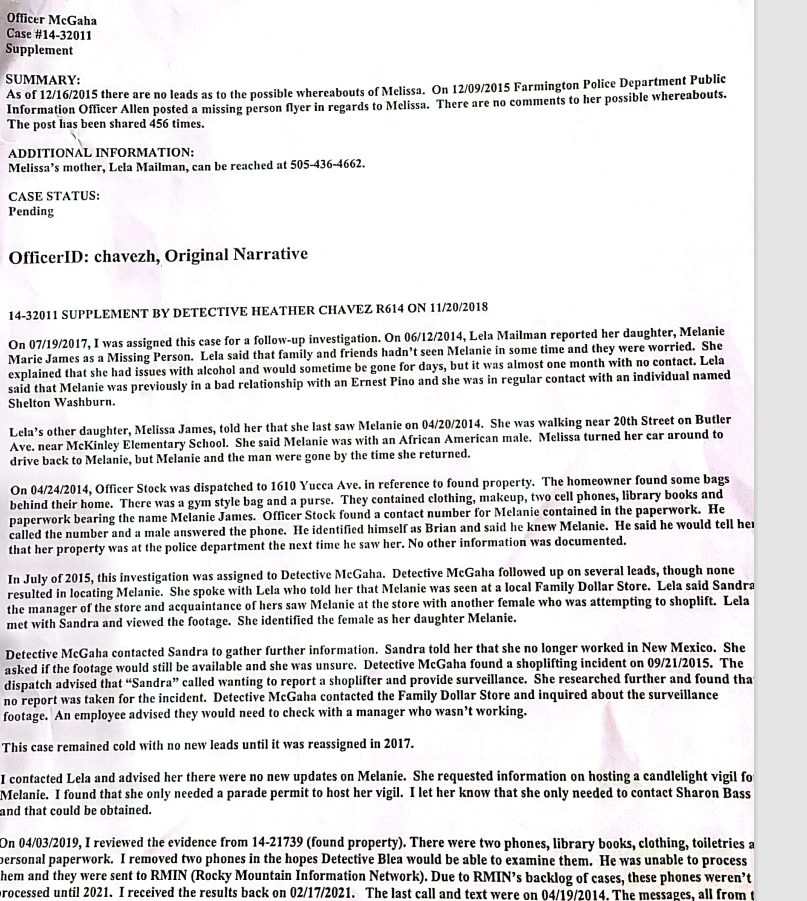 Officer McGaha
Case #14-32011
Supplement
SUMMARY:
As of 12/16/2015 there are no leads as to the possible whereabouts of Melissa. On 12/09/2015 Farmington Police Department Public
Information Officer Allen posted a missing person flyer in regards to Melissa. There are no comments to her possible whereabouts.
The post has been shared 456 times.
ADDITIONAL INFORMATION:
Melissa's mother, Lela Mailman, can be reached at 505-436-4662.
CASE STATUS:
Pending
OfficerID: chavezh, Original Narrative
14-32011 SUPPLEMENT BY DETECTIVE HEATHER CHAVEZ R614 ON 11/20/2018
On 07/19/2017, I was assigned this case for a follow-up investigation. On 06/12/2014, Lela Mailman reported her daughter, Melanie
Marie James as a Missing Person. Lela said that family and friends hadn't seen Melanie in some time and they were worried. She
explained that she had issues with alcohol and would sometime be gone for days, but it was almost one month with no contact. Lela
said that Melanie was previously in a bad relationship with an Ernest Pino and she was in regular contact with an individual named
Shelton Washburn.
Lela's other daughter, Melissa James, told her that she last saw Melanie on 04/20/2014. She was walking near 20th Street on Butler
Ave. near McKinley Elementary School. She said Melanie was with an African American male. Melissa turned her car around to
drive back to Melanie, but Melanie and the man were gone by the time she returned.
On 04/24/2014, Officer Stock was dispatched to 1610 Yucca Ave. in reference to found property. The homeowner found some bags
behind their home. There was a gym style bag and a purse. They contained clothing, makeup, two cell phones, library books and
paperwork bearing the name Melanie James. Officer Stock found a contact number for Melanie contained in the paperwork. He
called the number and a male answered the phone. He identified himself as Brian and said he knew Melanie. He said he would tell her
that her property was at the police department the next time he saw her. No other information was documented.
In July of 2015, this investigation was assigned to Detective McGaha. Detective McGaha followed up on several leads, though none
resulted in locating Melanie. She spoke with Lela who told her that Melanie was seen at a local Family Dollar Store. Lela said Sandra
the manager of the store and acquaintance of hers saw Melanie at the store with another female who was attempting to shoplift. Lela
met with Sandra and viewed the footage. She identified the female as her daughter Melanie.
Detective McGaha contacted Sandra to gather further information. Sandra told her that she no longer worked in New Mexico. She
asked if the footage would still be available and she was unsure. Detective McGaha found a shoplifting incident on 09/21/2015. The
dispatch advised that "Sandra" called wanting to report a shoplifter and provide surveillance. She researched further and found tha
no report was taken for the incident. Detective McGaha contacted the Family Dollar Store and inquired about the surveillance
footage. An employee advised they would need to check with a manager who wasn't working.
This case remained cold with no new leads until it was reassigned in 2017.
I contacted Lela and advised her there were no new updates on Melanie. She requested information on hosting a candlelight vigil fo
Melanie. I found that she only needed a parade permit to host her vigil. I let her know that she only needed to contact Sharon Bass
and that could be obtained.
On 04/03/2019, I reviewed the evidence from 14-21739 (found property). There were two phones, library books, clothing, toiletries a
personal paperwork. I removed two phones in the hopes Detective Blea would be able to examine them. He was unable to process
hem and they were sent to RMIN (Rocky Mountain Information Network). Due to RMIN's backlog of cases, these phones weren't
rocessed until 2021. I received the results back on 02/17/2021. The last call and text were on 04/19/2014. The messages, all from t